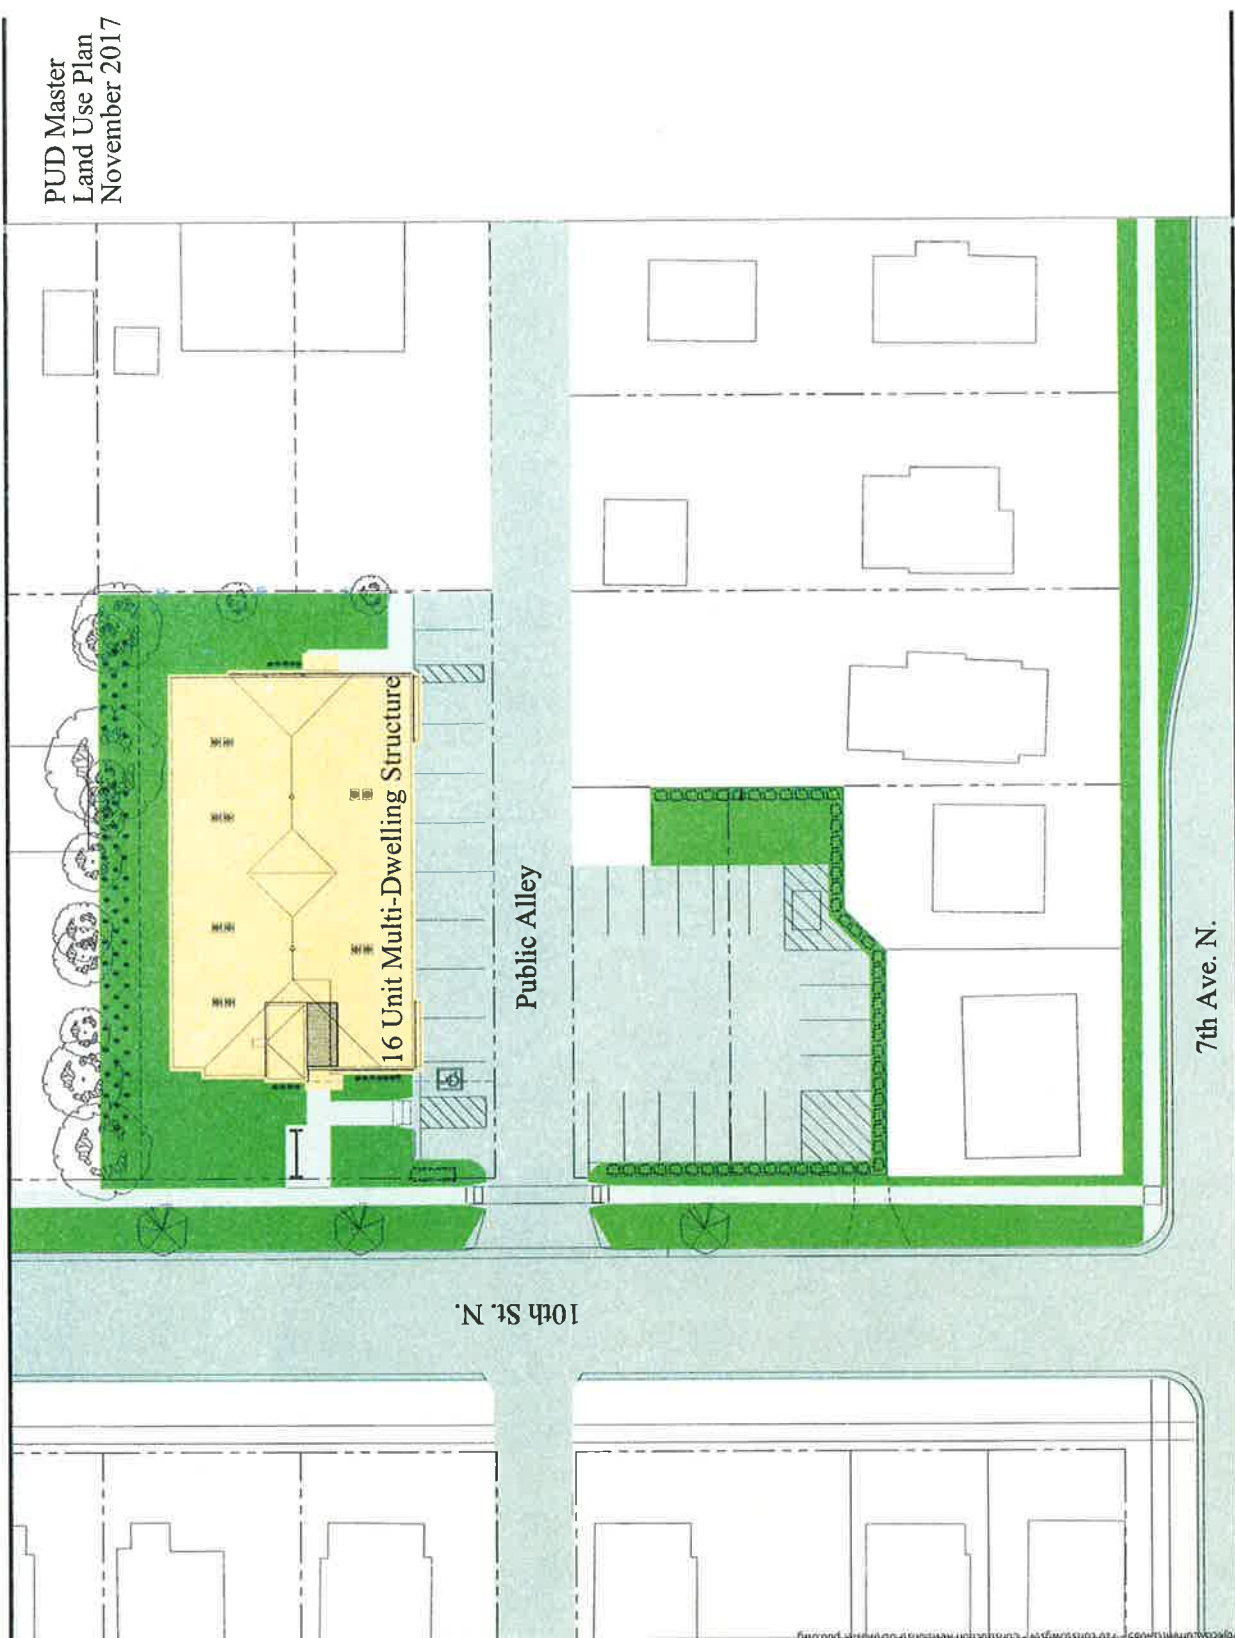 PUD Master
Land Use Plan
November 2017
16 Unit Multi-Dwelling Structure
Public Alley
10th St. N.
7th Ave. N.